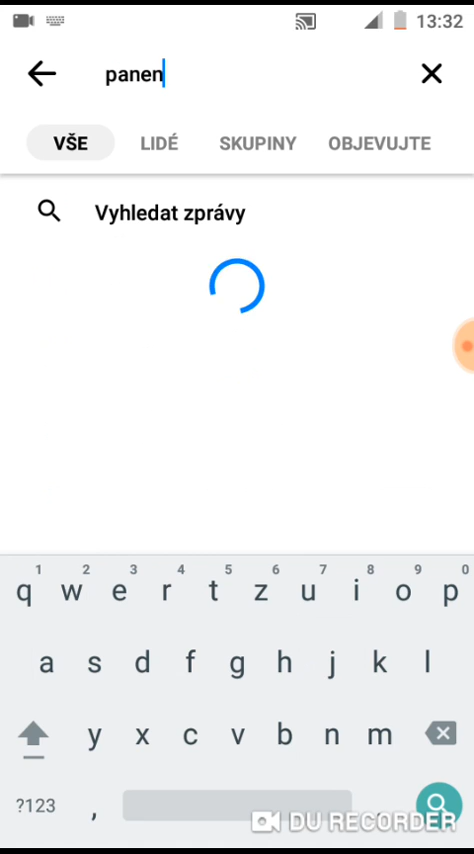 13:32
panen
VŠE LIDÉ SKUPINY OBJEVUJTE
Vyhledat zprávy
1 2 3 4 5 6 7 8 9 0
q w e r t z u i o p
a s d f g h j k l
y x c v b n m
?123 ,
DU RECORDER